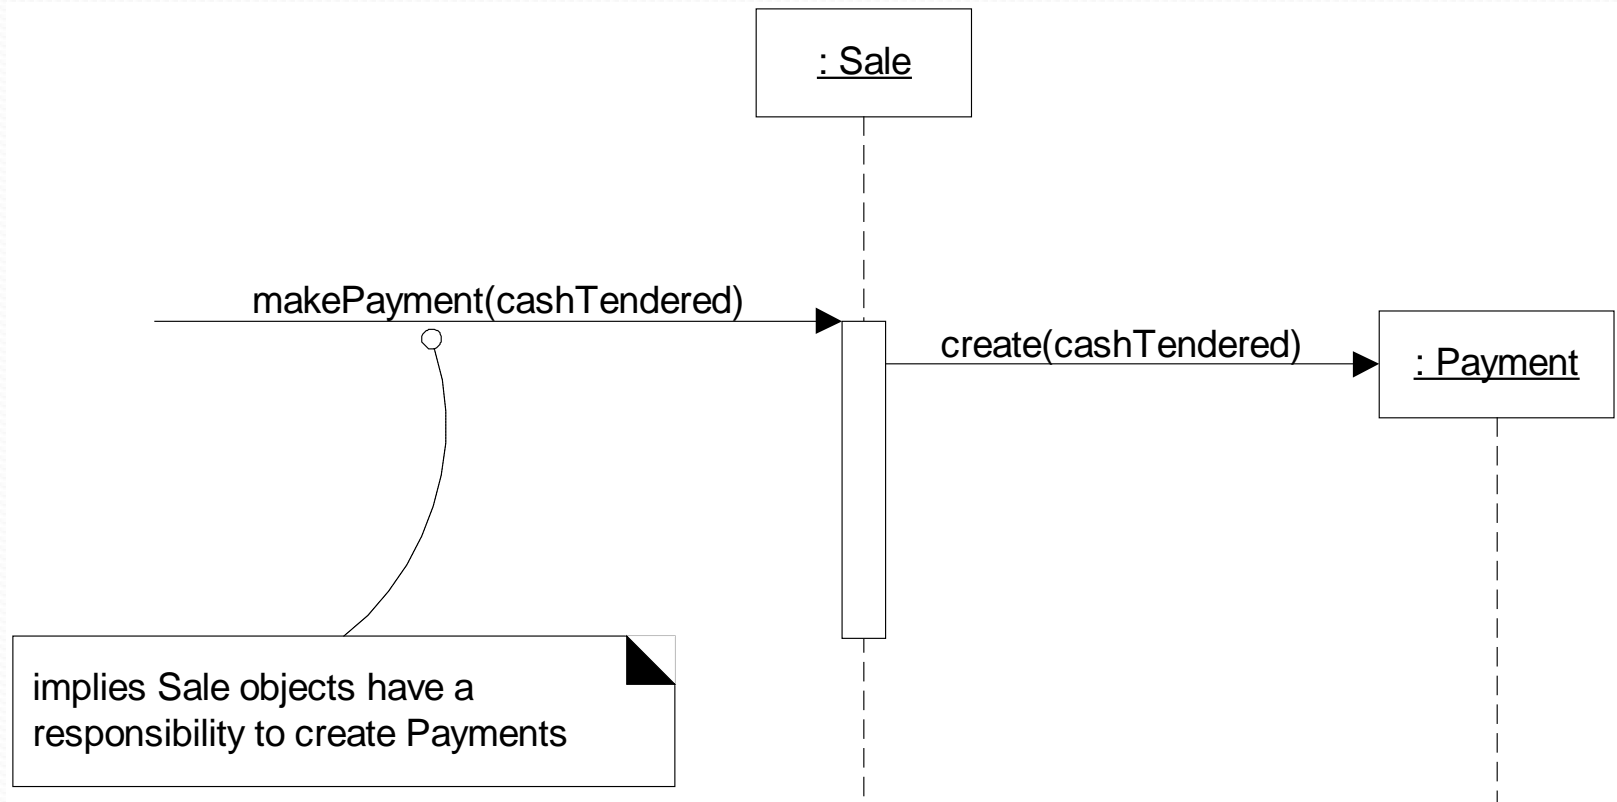 : Sale
makePayment(cashTendered)
create(cashTendered)
: Payment
implies Sale objects have a
responsibility to create Payments